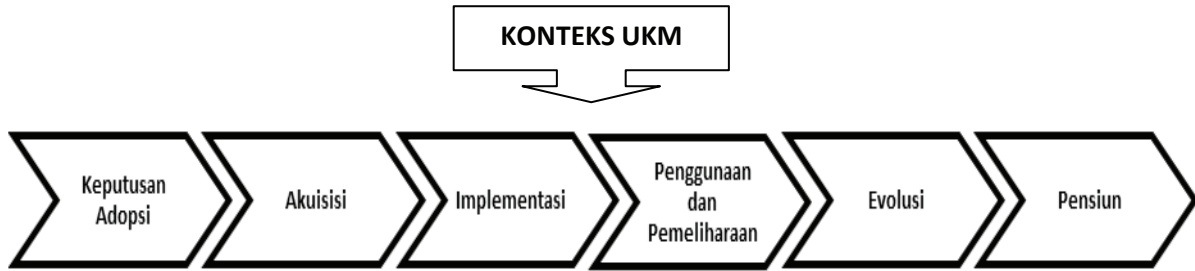 KONTEKS UKM
Keputusan
Adopsi
Akuisisi
Implementasi
Penggunaan
dan
Pemeliharaan
Evolusi
Pensiun